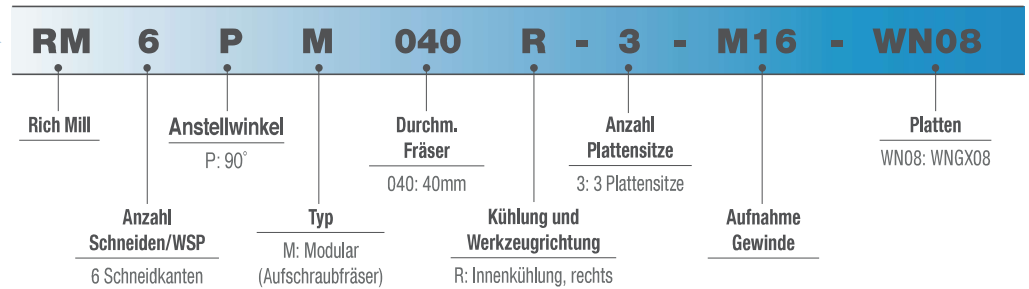 RM 6 P M 040 R - 3 - M16 - WN08
Rich Mill
Anstellwinkel
P: 90°
Durchm.
Fräser
040: 40mm
Anzahl
Plattensitze
3: 3 Plattensitze
Platten
WN08: WNGX08
Anzahl
Schneiden/WSP
6 Schneidkanten
Typ
M: Modular
(Aufschraubfräser)
Kühlung und
Werkzeugrichtung
R: Innenkühlung, rechts
Aufnahme
Gewinde